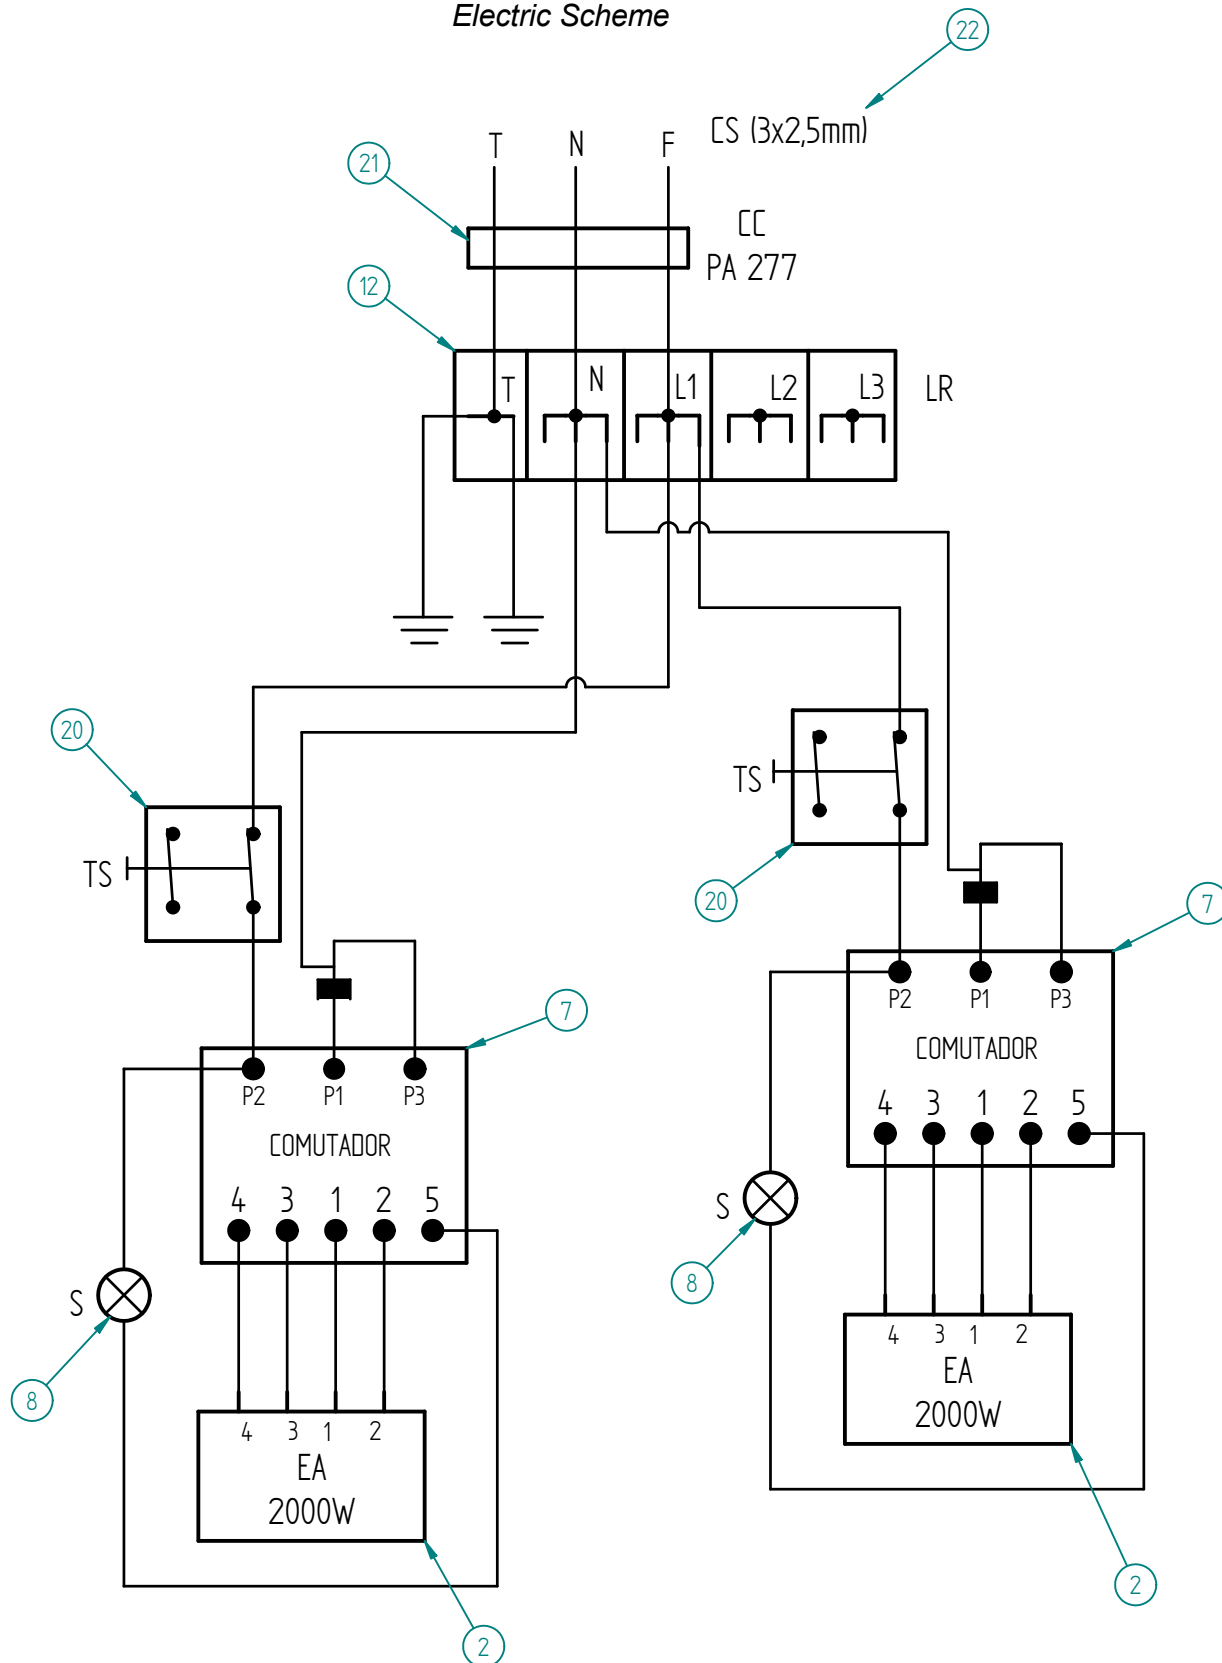 Electric Scheme
22
CS (3x2,5mm)
T N F
21
CC
PA 277
12
T N L1 L2 L3 LR
20
TS
TS
20
7
7
P2 P1 P3
COMUTADOR
4 3 1 2 5
P2 P1 P3
COMUTADOR
4 3 1 2 5
S
8
4 3 1 2
EA
2000W
S
8
4 3 1 2
EA
2000W
2
2